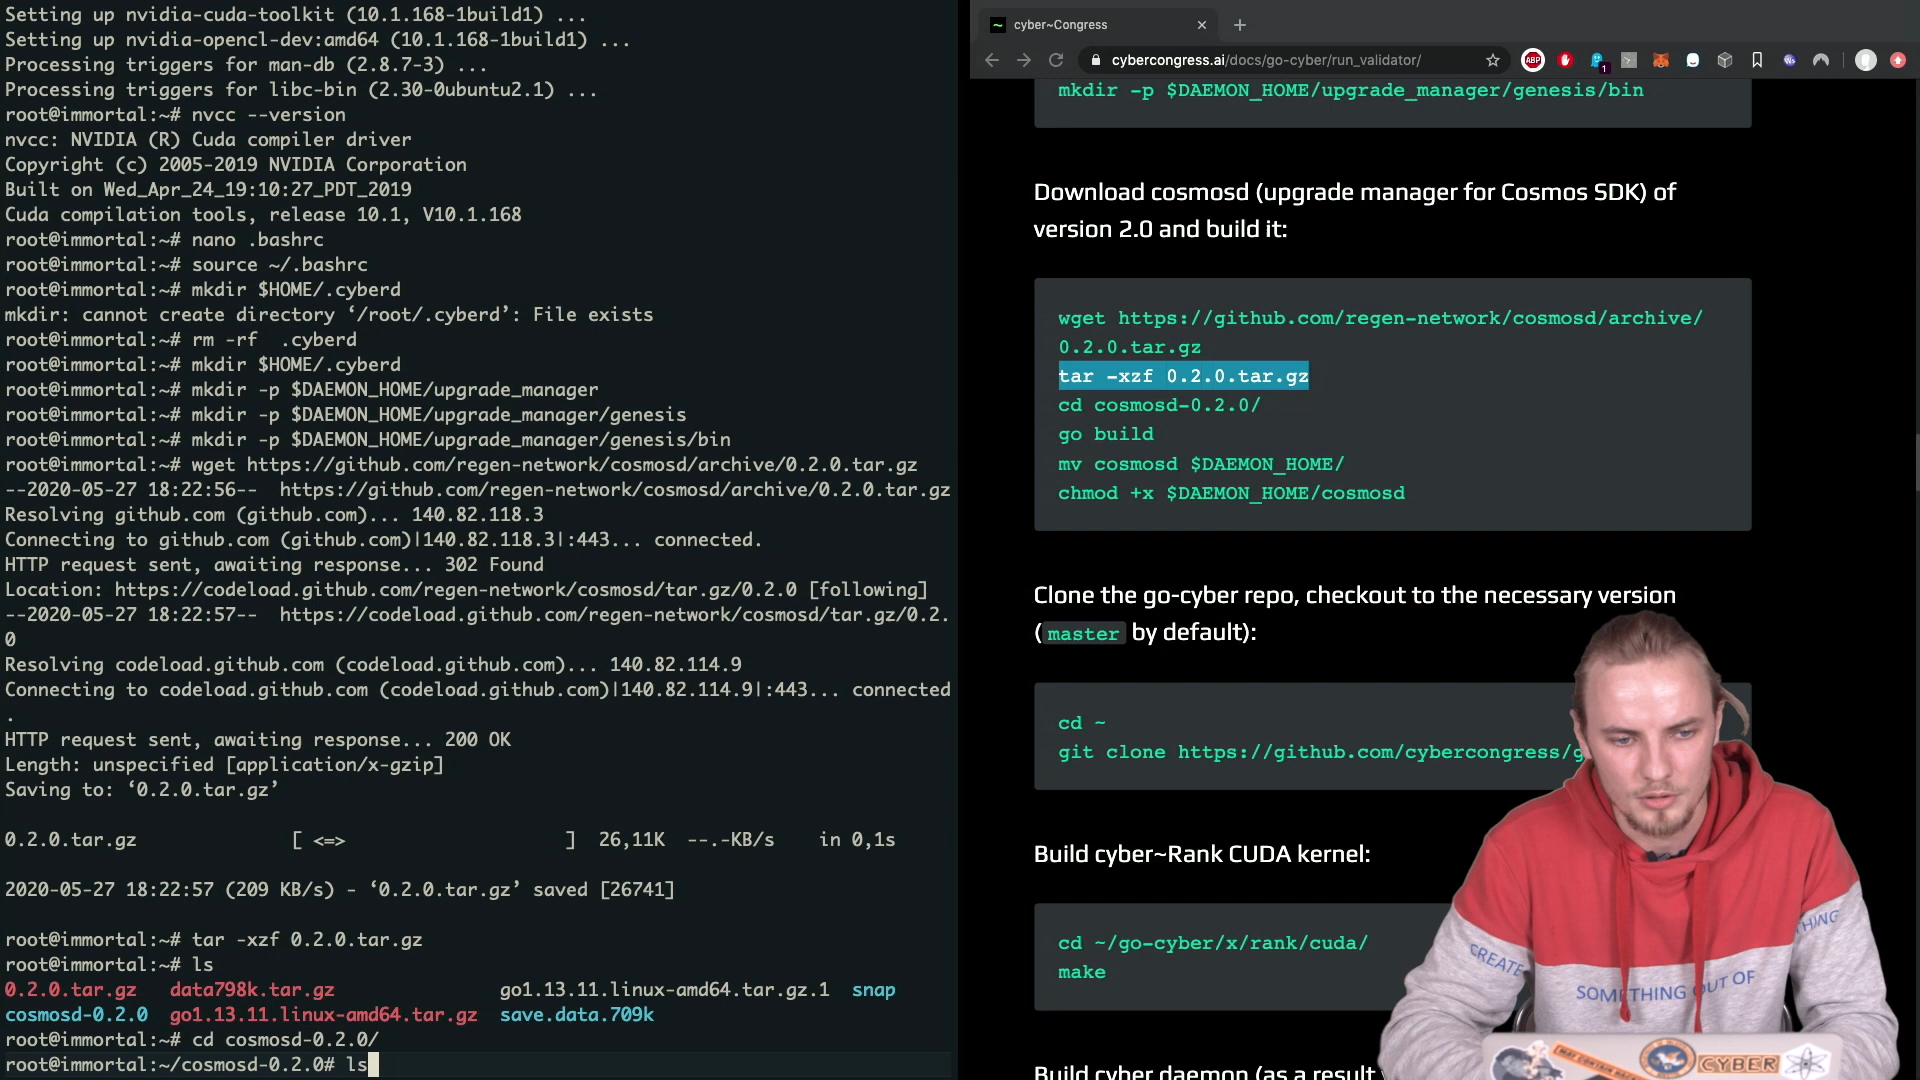 Setting up nvidia-cuda-toolkit (10.1.168-1build1) ...
Setting up nvidia-opencl-dev:amd64 (10.1.168-1build1) ...
Processing triggers for man-db (2.8.7-3) ...
Processing triggers for libc-bin (2.30-0ubuntu2.1) ...
root@immortal:~# nvcc --version
nvcc: NVIDIA (R) Cuda compiler driver
Copyright (c) 2005-2019 NVIDIA Corporation
Built on Wed_Apr_24_19:10:27_PDT_2019
Cuda compilation tools, release 10.1, V10.1.168
root@immortal:~# nano .bashrc
root@immortal:~# source ~/.bashrc
root@immortal:~# mkdir $HOME/.cyberd
mkdir: cannot create directory ‘/root/.cyberd’: File exists
root@immortal:~# rm -rf  .cyberd
root@immortal:~# mkdir $HOME/.cyberd
root@immortal:~# mkdir -p $DAEMON_HOME/upgrade_manager
root@immortal:~# mkdir -p $DAEMON_HOME/upgrade_manager/genesis
root@immortal:~# mkdir -p $DAEMON_HOME/upgrade_manager/genesis/bin
root@immortal:~# wget https://github.com/regen-network/cosmosd/archive/0.2.0.tar.gz
--2020-05-27 18:22:56--  https://github.com/regen-network/cosmosd/archive/0.2.0.tar.gz
Resolving github.com (github.com)... 140.82.118.3
Connecting to github.com (github.com)|140.82.118.3|:443... connected.
HTTP request sent, awaiting response... 302 Found
Location: https://codeload.github.com/regen-network/cosmosd/tar.gz/0.2.0 [following]
--2020-05-27 18:22:57--  https://codeload.github.com/regen-network/cosmosd/tar.gz/0.2.
0
Resolving codeload.github.com (codeload.github.com)... 140.82.114.9
Connecting to codeload.github.com (codeload.github.com)|140.82.114.9|:443... connected
.
HTTP request sent, awaiting response... 200 OK
Length: unspecified [application/x-gzip]
Saving to: ‘0.2.0.tar.gz’
0.2.0.tar.gz [ <=> ] 26,11K --.-KB/s in 0,1s
2020-05-27 18:22:57 (209 KB/s) - ‘0.2.0.tar.gz’ saved [26741]
root@immortal:~# tar -xzf 0.2.0.tar.gz
root@immortal:~# ls
0.2.0.tar.gz data798k.tar.gz go1.13.11.linux-amd64.tar.gz.1 snap
cosmosd-0.2.0 go1.13.11.linux-amd64.tar.gz save.data.709k
root@immortal:~# cd cosmosd-0.2.0/
root@immortal:~/cosmosd-0.2.0# ls
~ cyber~Congress
cybercongress.ai/docs/go-cyber/run_validator/
ABP
1
mkdir -p $DAEMON_HOME/upgrade_manager/genesis/bin
Download cosmosd (upgrade manager for Cosmos SDK) of
version 2.0 and build it:
wget https://github.com/regen-network/cosmosd/archive/
0.2.0.tar.gz
tar -xzf 0.2.0.tar.gz
cd cosmosd-0.2.0/
go build
mv cosmosd $DAEMON_HOME/
chmod +x $DAEMON_HOME/cosmosd
Clone the go-cyber repo, checkout to the necessary version
(master by default):
cd ~
git clone https://github.com/cybercongress/g
Build cyber~Rank CUDA kernel:
cd ~/go-cyber/x/rank/cuda/
make
Build cyber daemon (as a result
CREATE
SOMETHING OUT OF
THING
CYBER